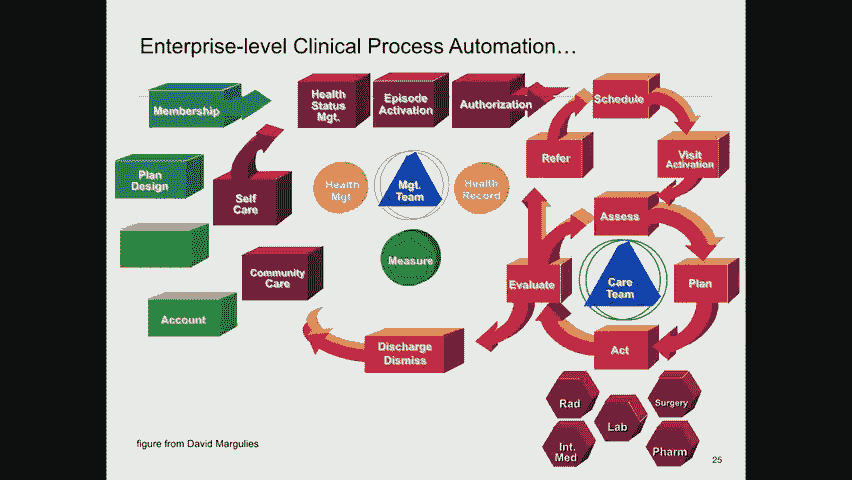 Enterprise-level Clinical Process Automation…
Membership
Health
Status
Mgt.
Episode
Activation
Authorization
Schedule
Refer
Visit
Activation
Plan
Design
Self
Care
Health
Mgt
Mgt.
Team
Health
Record
Assess
Measure
Community
Care
Evaluate
Care
Team
Plan
Account
Discharge
Dismiss
Act
Rad
Surgery
Lab
Int.
Med
Pharm
figure from David Margulies
25